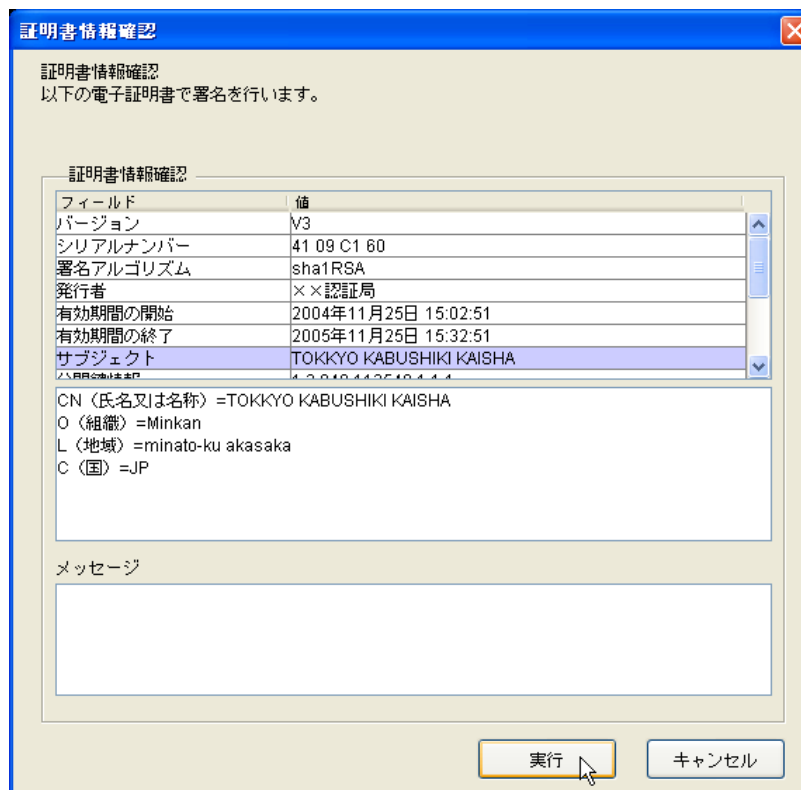 証明書情報確認
証明書情報確認
以下の電子証明書で署名を行います。
証明書情報確認
フィールド 値
バージョン V3
シリアルナンバー 41 09 C1 60
署名アルゴリズム sha1RSA
発行者 ××認証局
有効期間の開始 2004年11月25日 15:02:51
有効期間の終了 2005年11月25日 15:32:51
サブジェクト TOKKYO KABUSHIKI KAISHA
CN（氏名又は名称）=TOKKYO KABUSHIKI KAISHA
O（組織）=Minkan
L（地域）=minato-ku akasaka
C（国）=JP
メッセージ
実行 キャンセル